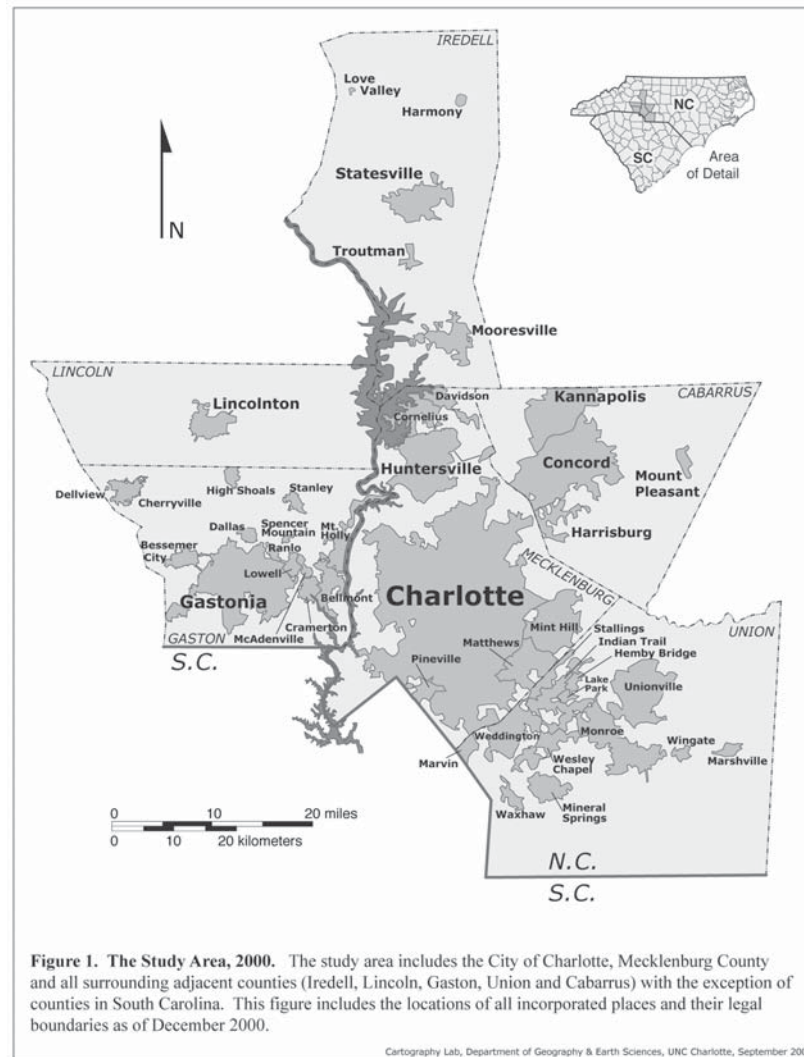 IREDELL
Love
Valley
Harmony
NC
SC
Area
of Detail
N
Statesville
Troutman
Mooresville
LINCOLN
Lincolnton
Davidson
Cornelius
Kannapolis
CABARRUS
Huntersville
Concord
Mount
Pleasant
Dellview
Cherryville
High Shoals
Stanley
Harrisburg
Dallas
Spencer
Mountain
Mt.
Holly
Bessemer
City
Ranlo
Lowell
MECKLENBURG
Gastonia
Belmont
Charlotte
Cramerton
McAdenville
GASTON
S.C.
Mint Hill
Stallings
Indian Trail
Hemby Bridge
UNION
Matthews
Pineville
Lake
Park
Unionville
Weddington
Monroe
Wingate
Marvin
Wesley
Chapel
Marshville
Waxhaw
Mineral
Springs
0 10 20 miles
0 10 20 kilometers
N.C.
S.C.
Figure 1. The Study Area, 2000. The study area includes the City of Charlotte, Mecklenburg County
and all surrounding adjacent counties (Iredell, Lincoln, Gaston, Union and Cabarrus) with the exception of
counties in South Carolina. This figure includes the locations of all incorporated places and their legal
boundaries as of December 2000.
Cartography Lab, Department of Geography & Earth Sciences, UNC Charlotte, September